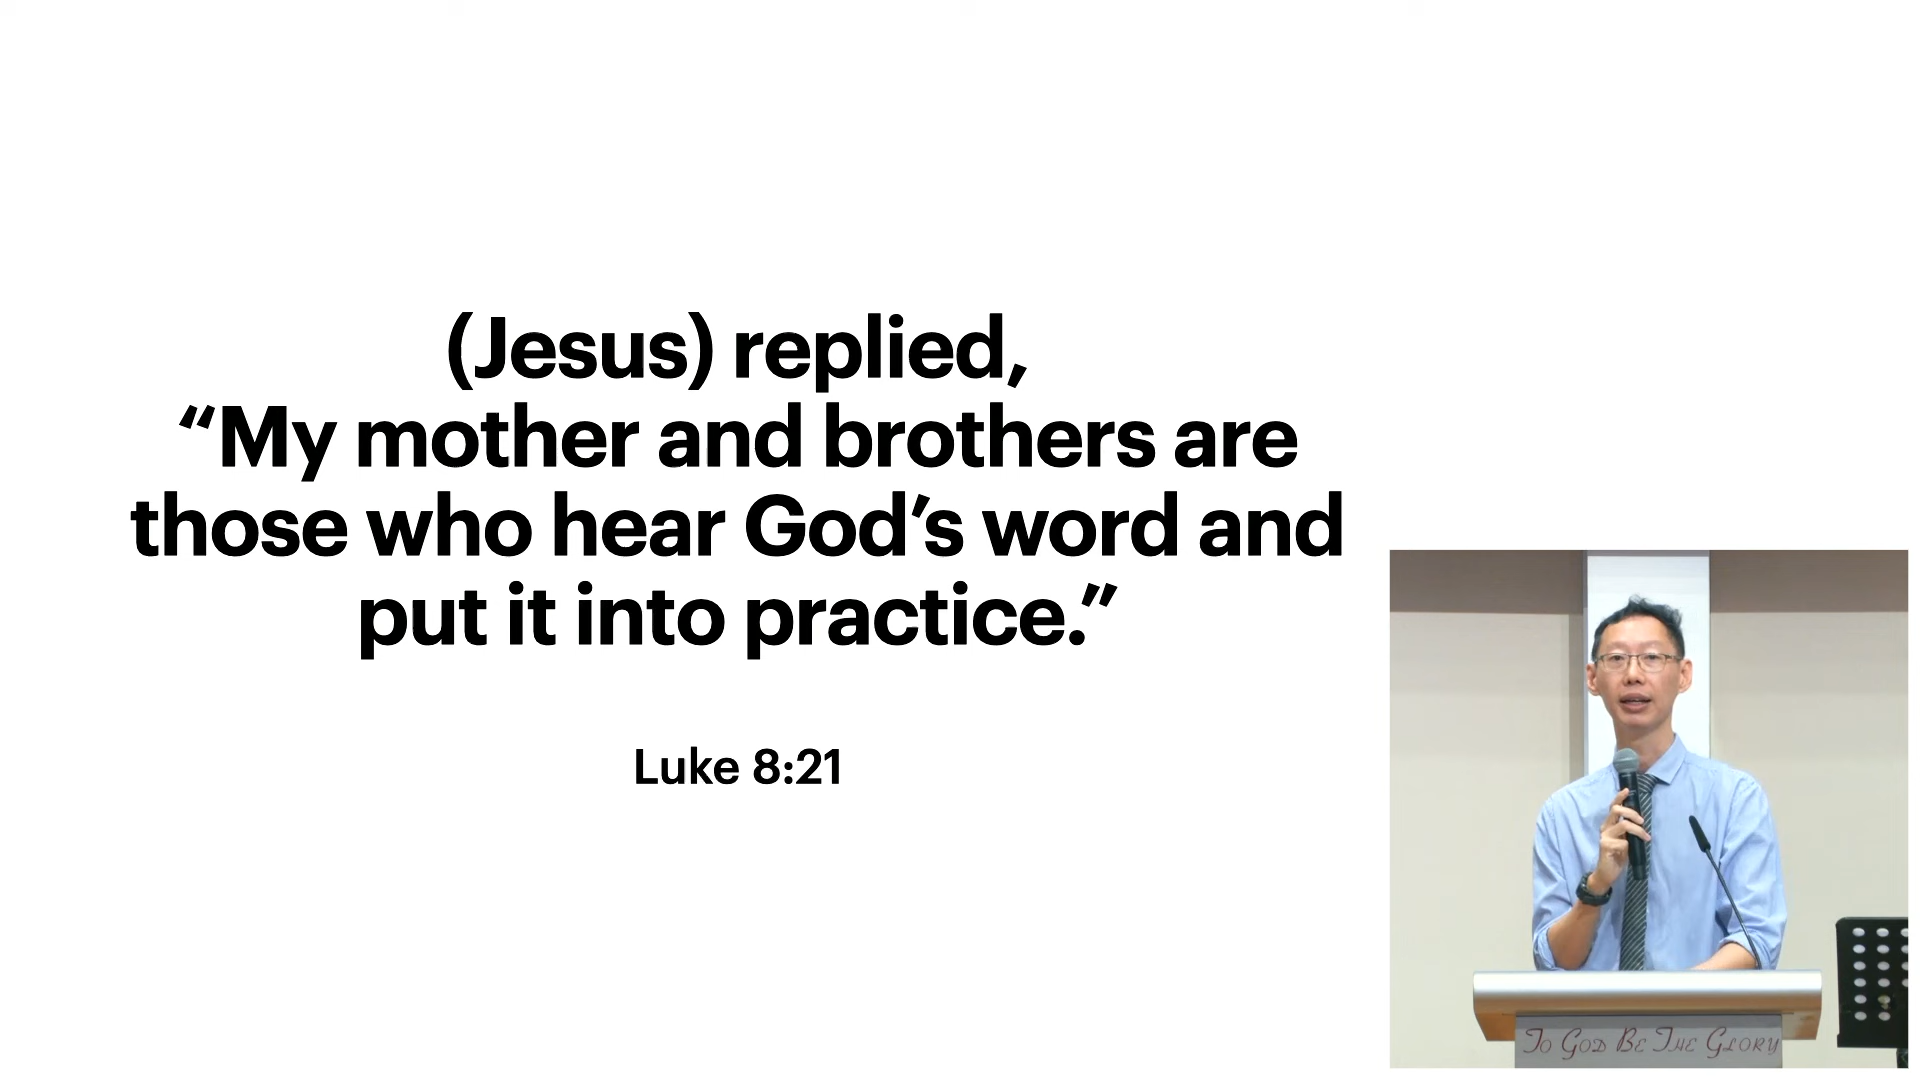 (Jesus) replied,
“My mother and brothers are
those who hear God’s word and
put it into practice.”
Luke 8:21
To God Be The Glory